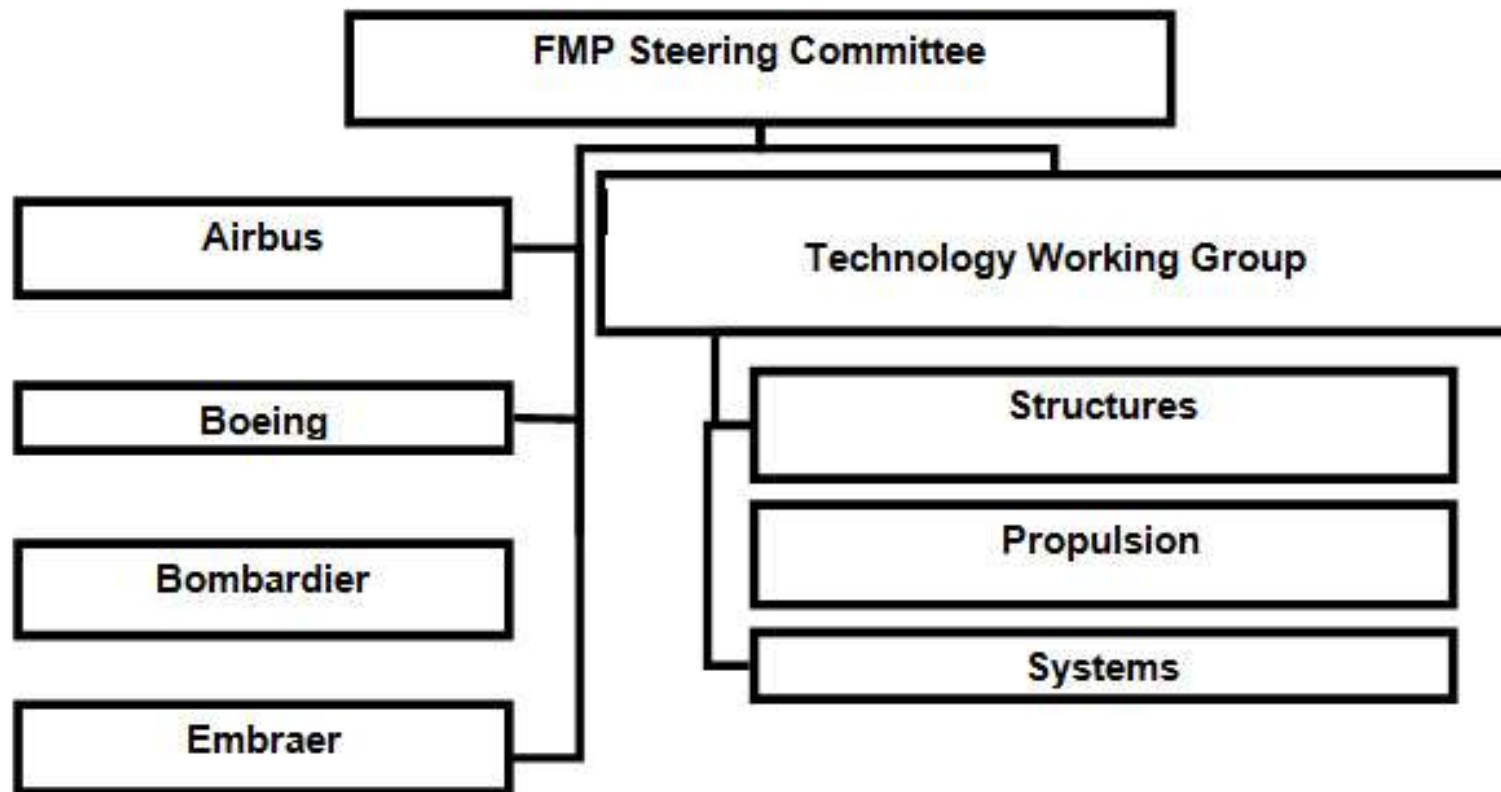 FMP Steering Committee
Airbus
Boeing
Bombardier
Embraer
Technology Working Group
Structures
Propulsion
Systems